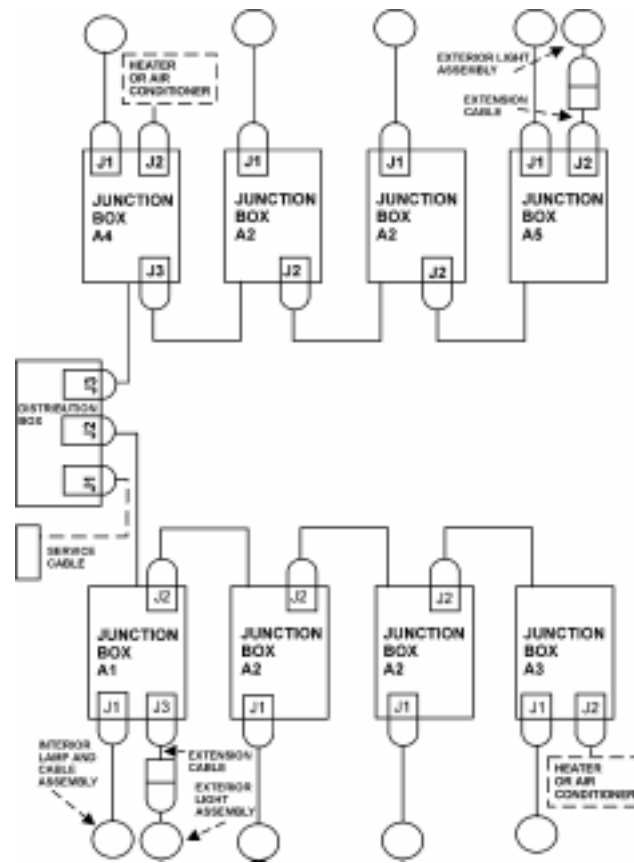 HEATER
OR AIR
CONDITIONER
EXTERIOR LIGHT
ASSEMBLY
EXTENSION
CABLE
J1
J2
J1
J1
J1
J2
JUNCTION
BOX
A4
JUNCTION
BOX
A2
JUNCTION
BOX
A2
JUNCTION
BOX
A5
J3
J2
J2
J3
DISTRIBUTION
BOX
J2
J1
SERVICE
CABLE
J2
J2
J2
JUNCTION
BOX
A1
JUNCTION
BOX
A2
JUNCTION
BOX
A2
JUNCTION
BOX
A3
J1
J3
J1
J1
J1
J2
INTERIOR
LAMP AND
CABLE
ASSEMBLY
EXTENSION
CABLE
EXTERIOR
LIGHT
ASSEMBLY
HEATER
OR AIR
CONDITIONER